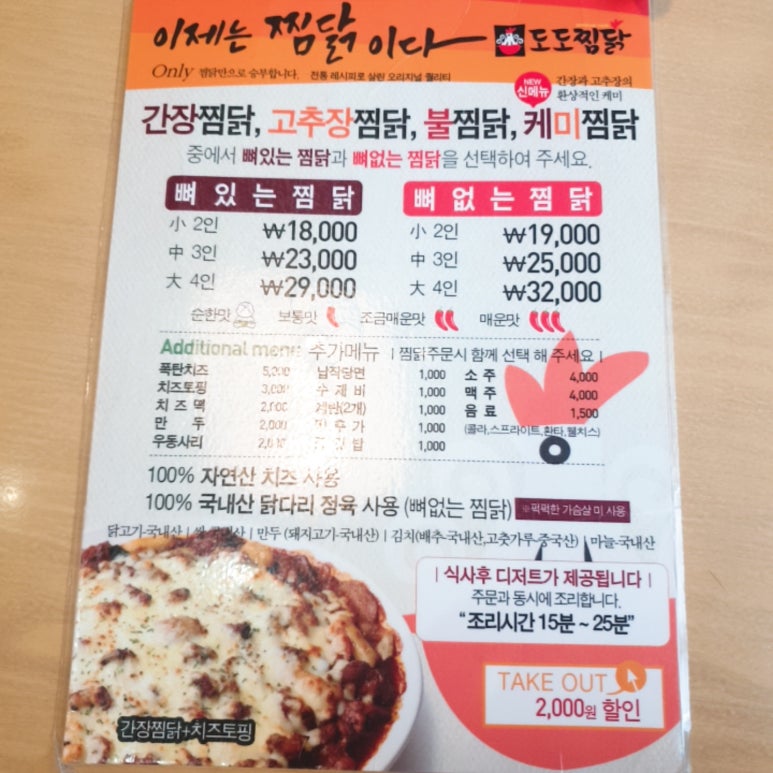 이제는 찜닭이다
도도찜닭
Only 찜닭만으로 승부합니다. 전통 레시피로 살린 오리지널 퀄리티
NEW 신메뉴
간장과 고추장의
환상적인 케미
간장찜닭, 고추장찜닭, 불찜닭, 케미찜닭
중에서 뼈있는 찜닭과 뼈없는 찜닭을 선택하여 주세요.
뼈있는찜닭
小 2인 ₩18,000
中 3인 ₩23,000
大 4인 ₩29,000
뼈없는찜닭
小 2인 ₩19,000
中 3인 ₩25,000
大 4인 ₩32,000
순한맛 보통맛 조금매운맛 매운맛
Additional menu 추가메뉴 | 찜닭주문시 함께 선택 해 주세요 |
폭탄치즈 5,000
치즈토핑 3,000
치즈떡 2,000
만두 2,000
우동사리 2,000
납작당면 1,000
수제비 1,000
계란(2개) 1,000
1,000
1,000
소주 4,000
맥주 4,000
음료 1,500
(콜라,스프라이트,환타,웰치스)
100% 자연산 치즈 사용
100% 국내산 닭다리 정육 사용 (뼈없는 찜닭) ※퍽퍽한 가슴살 미 사용
닭고기-국내산 | 쌀-국내산 | 만두 (돼지고기-국내산) | 김치(배추-국내산,고춧가루-중국산) | 마늘-국내산
| 식사후 디저트가 제공됩니다 |
주문과 동시에 조리합니다.
“조리시간 15분 ~ 25분”
TAKE OUT
2,000원 할인
간장찜닭+치즈토핑